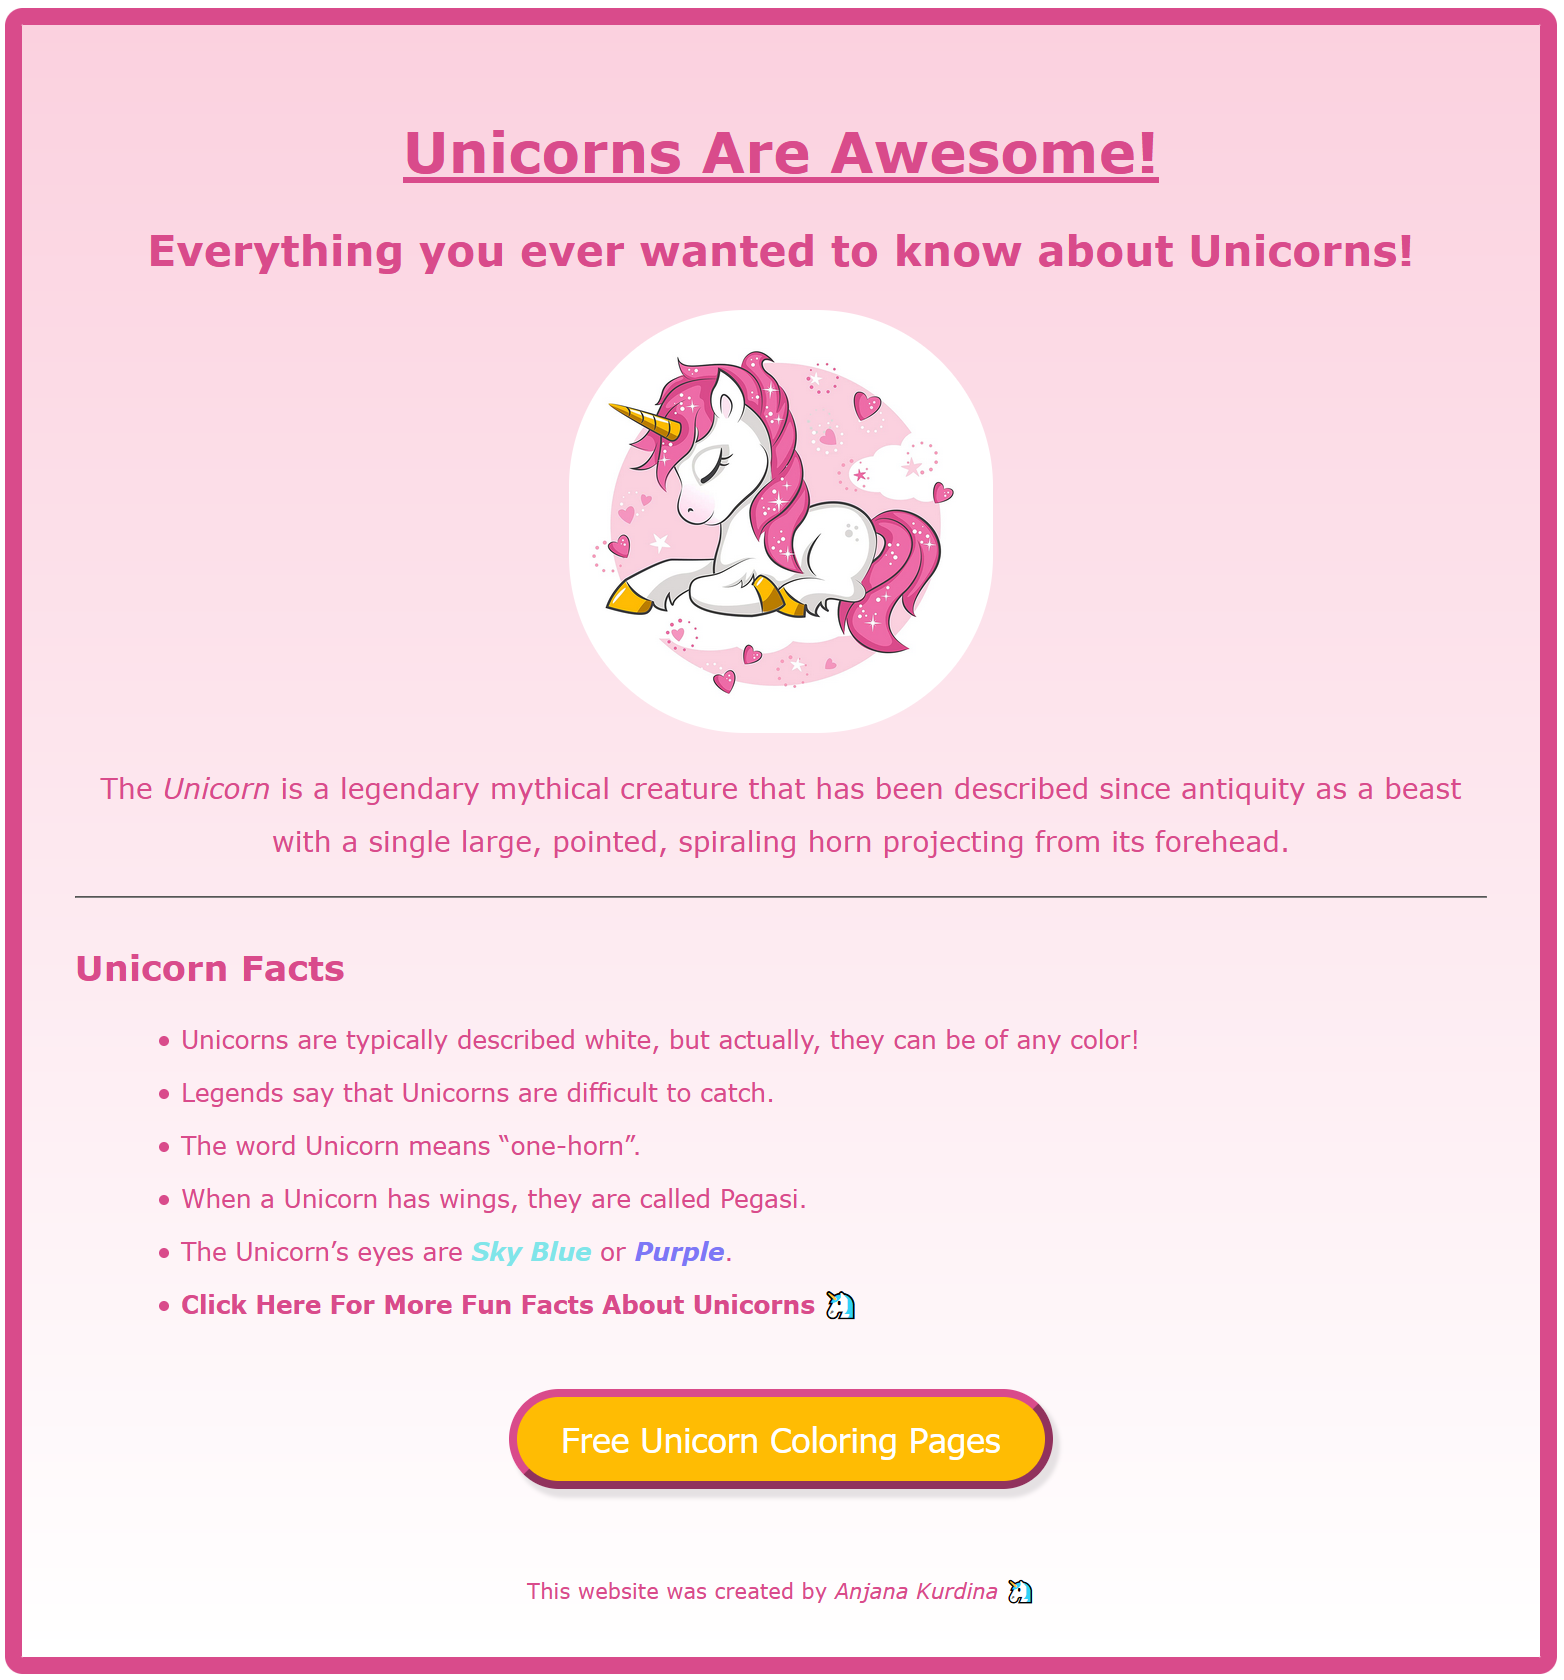 Unicorns Are Awesome!
Everything you ever wanted to know about Unicorns!
The Unicorn is a legendary mythical creature that has been described since antiquity as a beast
with a single large, pointed, spiraling horn projecting from its forehead.
Unicorn Facts
• Unicorns are typically described white, but actually, they can be of any color!
• Legends say that Unicorns are difficult to catch.
• The word Unicorn means “one-horn”.
• When a Unicorn has wings, they are called Pegasi.
• The Unicorn’s eyes are Sky Blue or Purple.
• Click Here For More Fun Facts About Unicorns 🦄
Free Unicorn Coloring Pages
This website was created by Anjana Kurdina 🦄